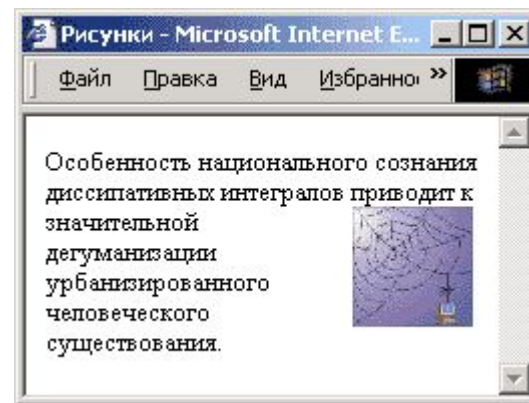 Рисунки - Microsoft Internet E...
Файл Правка Вид Избранно »
Особенность национального сознания
диссипативных интегралов приводит к
значительной
дегуманизации
урбанизированного
человеческого
существования.